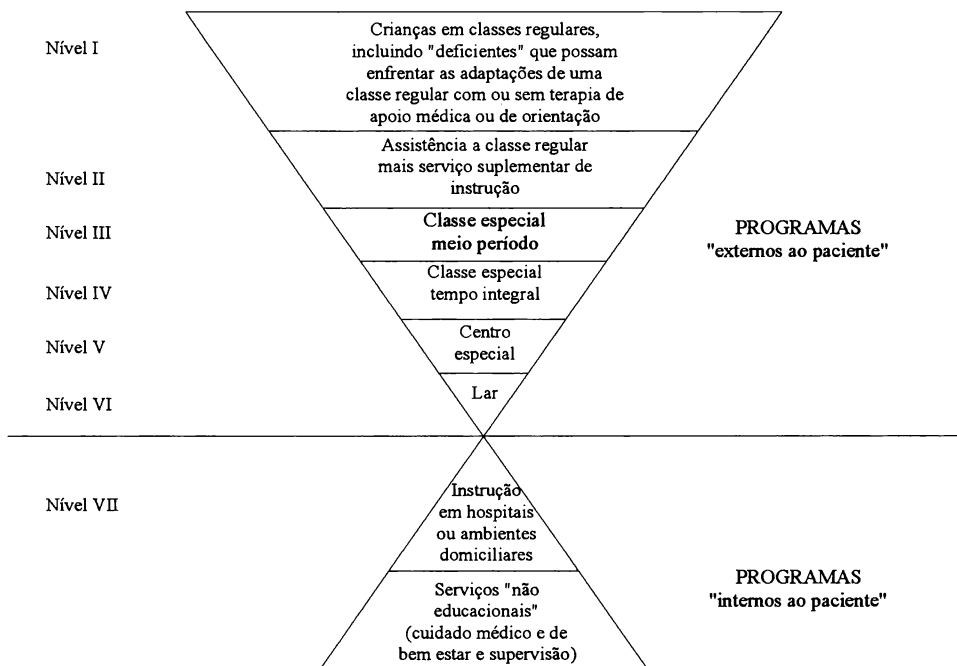 Nível I
Crianças em classes regulares,
incluindo "deficientes" que possam
enfrentar as adaptações de uma
classe regular com ou sem terapia de
apoio médica ou de orientação
Nível II
Assistência a classe regular
mais serviço suplementar de
instrução
Nível III
Classe especial
meio período
PROGRAMAS
"externos ao paciente"
Nível IV
Classe especial
tempo integral
Nível V
Centro
especial
Nível VI
Lar
Nível VII
Instrução
em hospitais
ou ambientes
domiciliares
Serviços "não
educacionais"
(cuidado médico e de
bem estar e supervisão)
PROGRAMAS
"internos ao paciente"